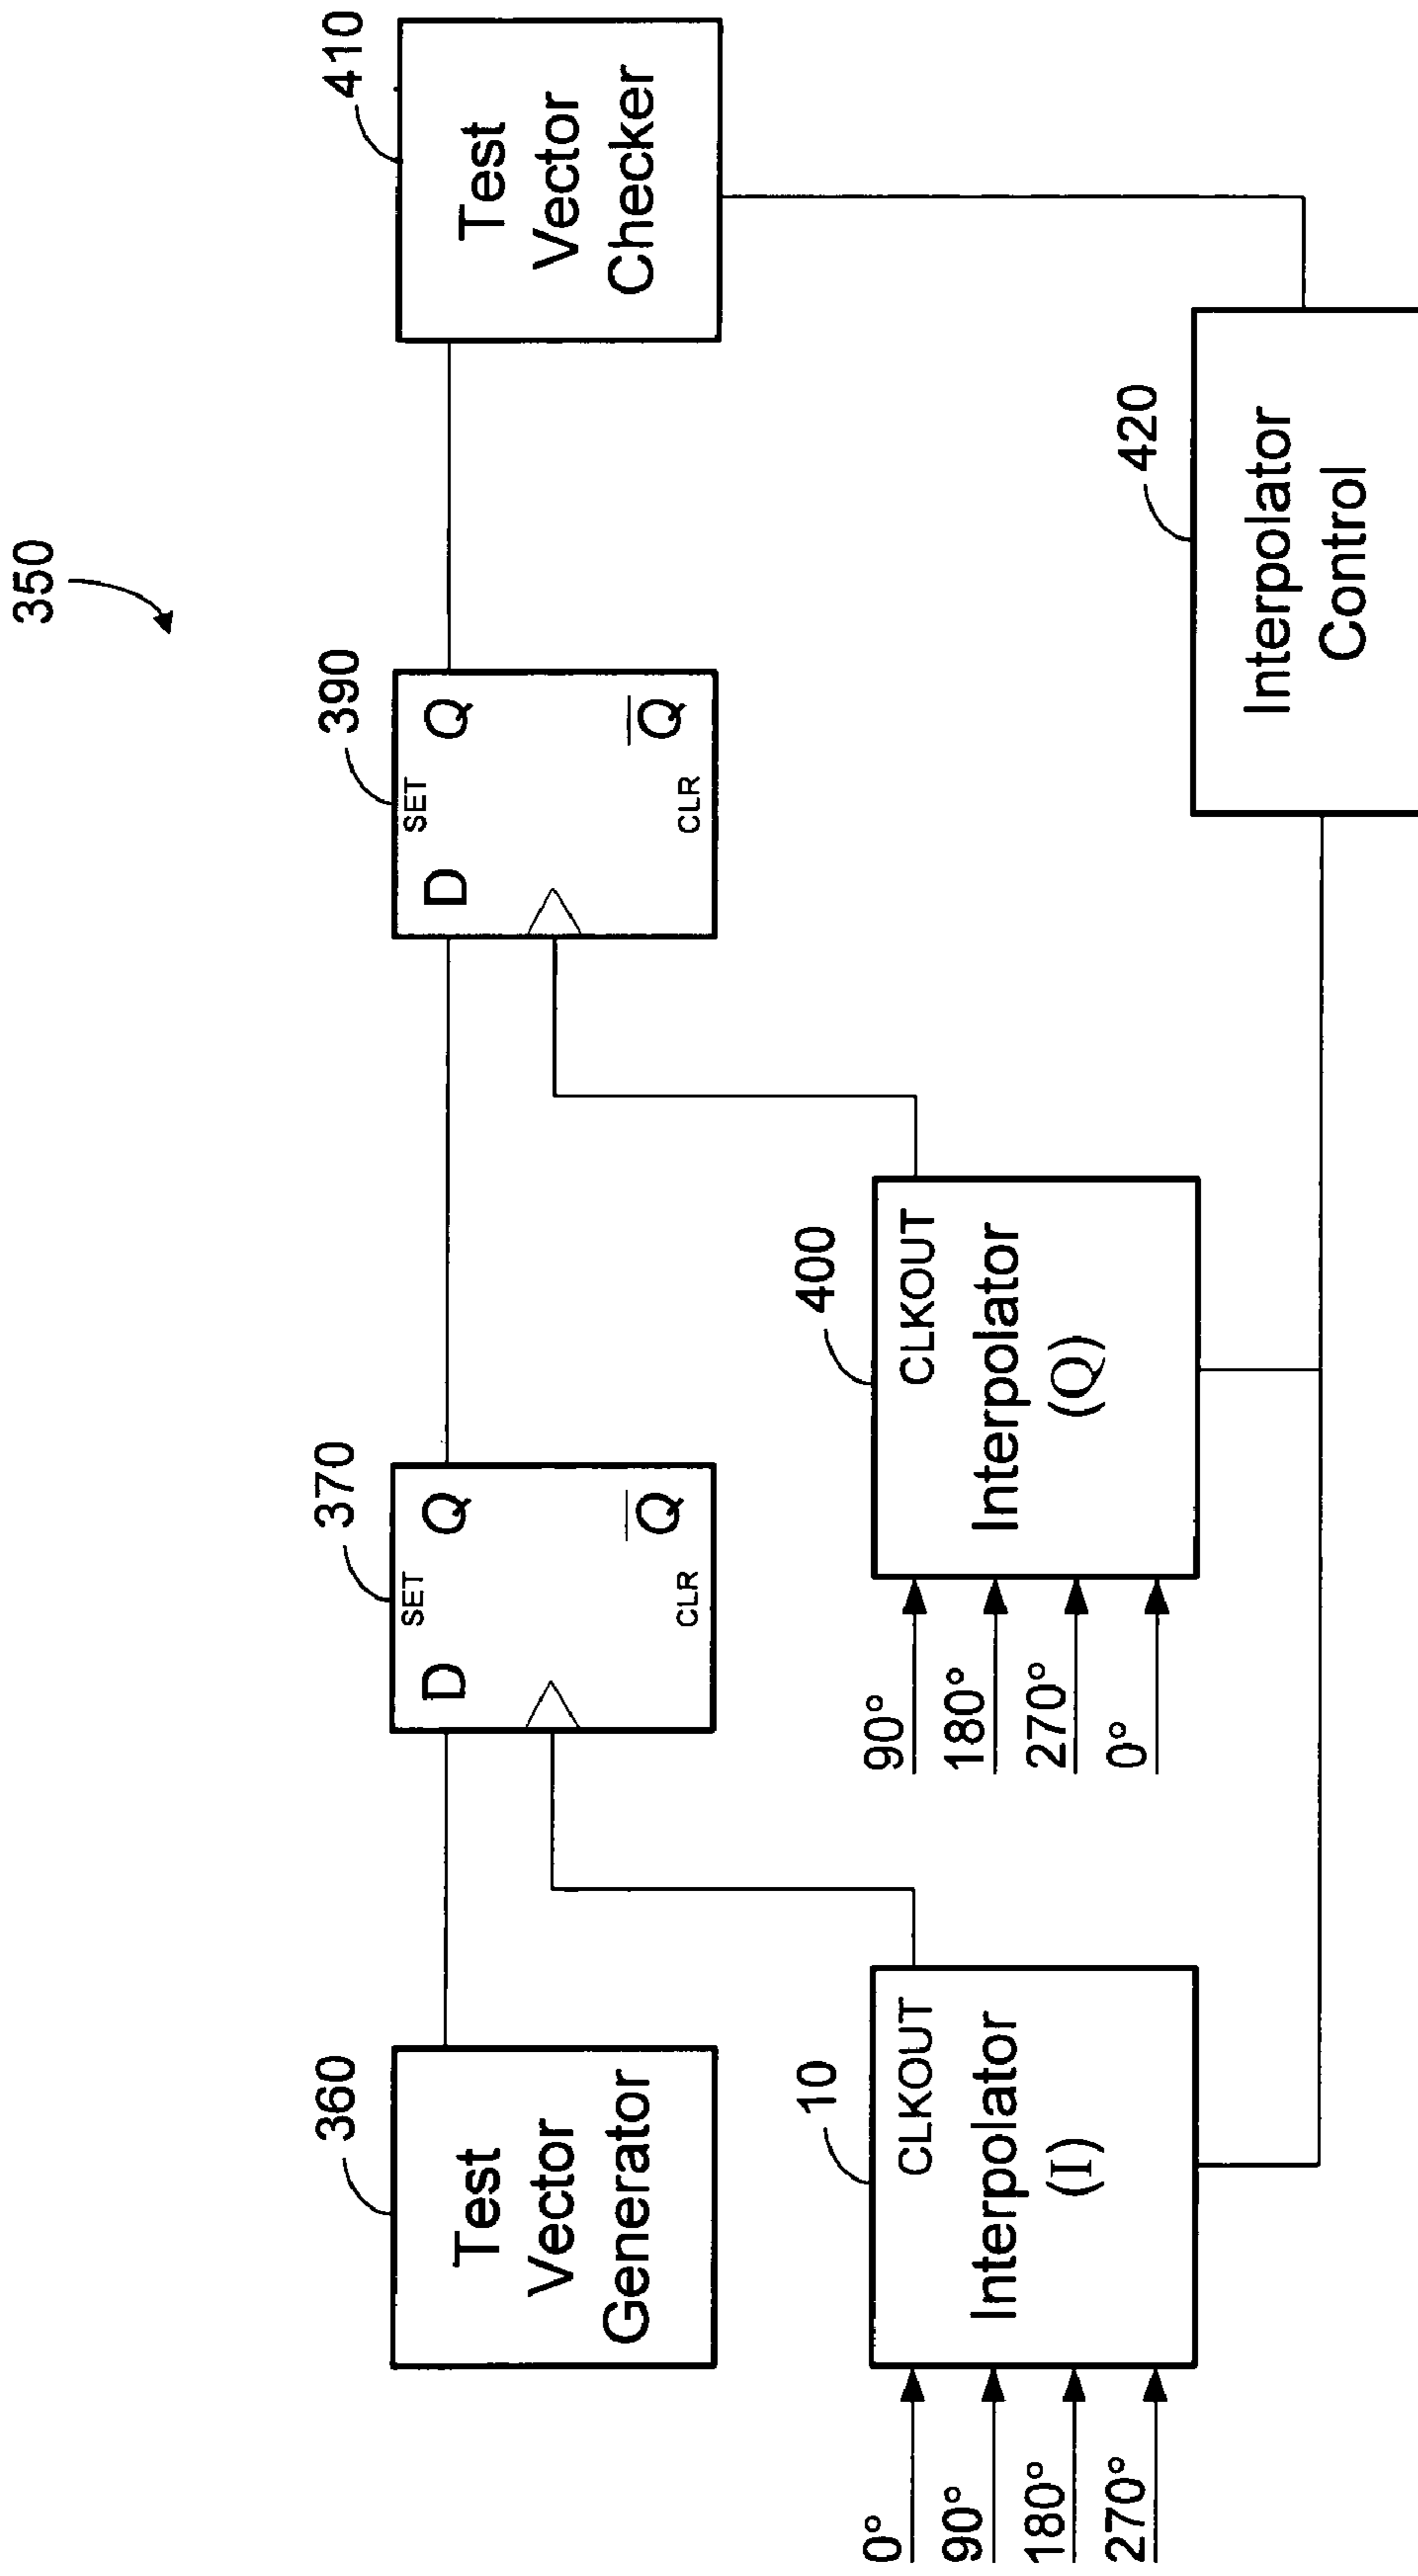 350
360
Test
Vector
Generator
370
SET
D
Q
Q
CLR
390
SET
D
Q
Q
CLR
410
Test
Vector
Checker
10
CLKOUT
Interpolator
(I)
0°
90°
180°
270°
400
CLKOUT
Interpolator
(Q)
90°
180°
270°
0°
420
Interpolator
Control